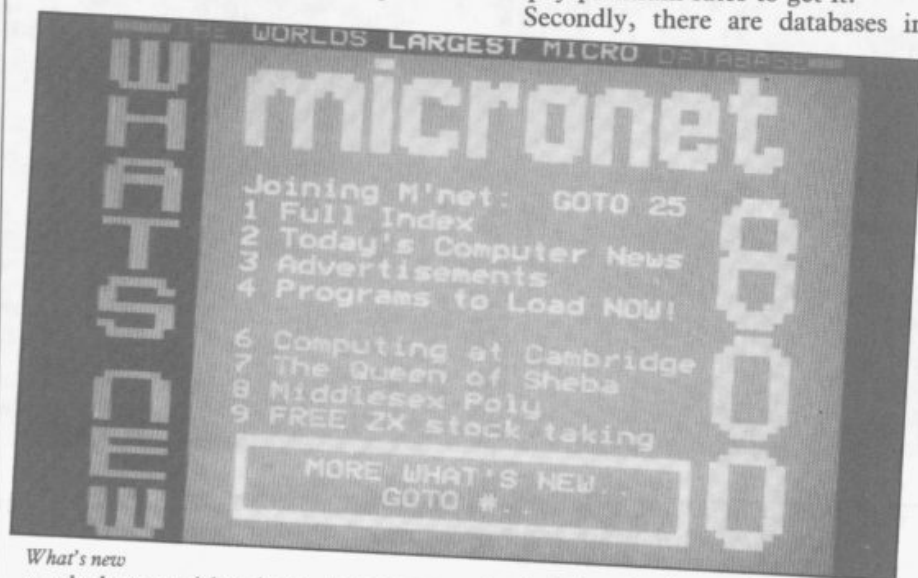 Secondly, there are databases in
THE WORLDS LARGEST MICRO DATABASE
WHATS NEW
micronet
800
Joining M'net: GOTO 25
1 Full Index
2 Today's Computer News
3 Advertisements
4 Programs to Load NOW!
6 Computing at Cambridge
7 The Queen of Sheba
8 Middlesex Poly
9 FREE ZX stock taking
MORE WHAT'S NEW..
GOTO #..
What's new